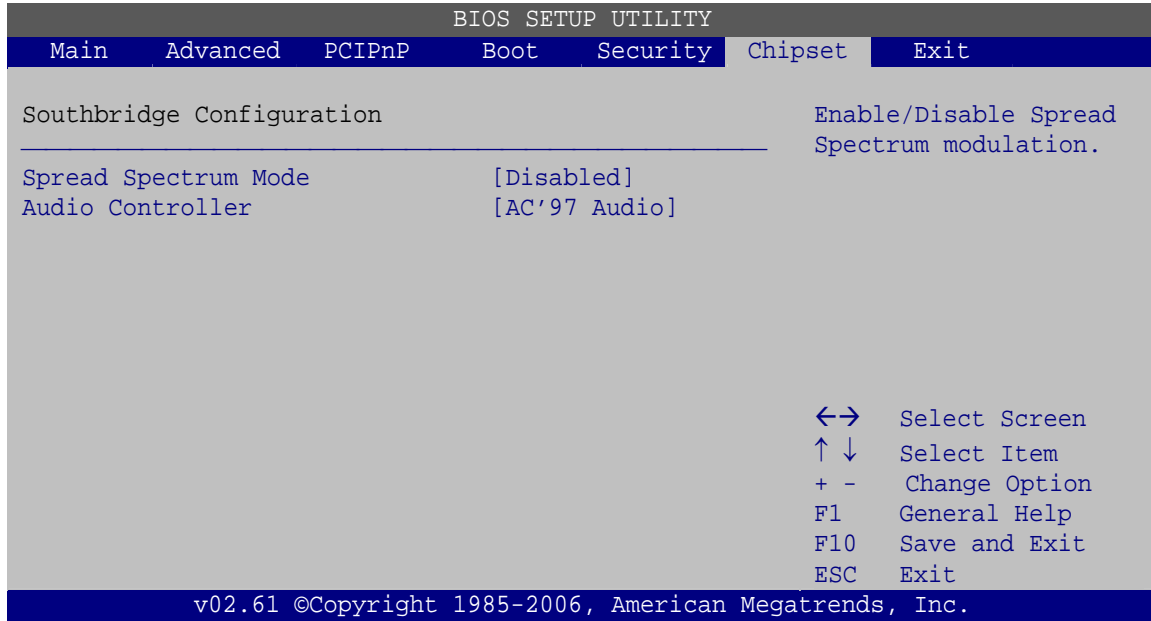 BIOS SETUP UTILITY
Main Advanced PCIPnP Boot Security Chipset Exit
Southbridge Configuration
Spread Spectrum Mode [Disabled]
Audio Controller [AC’97 Audio]
Enable/Disable Spread
Spectrum modulation.
←→ Select Screen
↑ ↓ Select Item
+ - Change Option
F1 General Help
F10 Save and Exit
ESC Exit
v02.61 ©Copyright 1985-2006, American Megatrends, Inc.